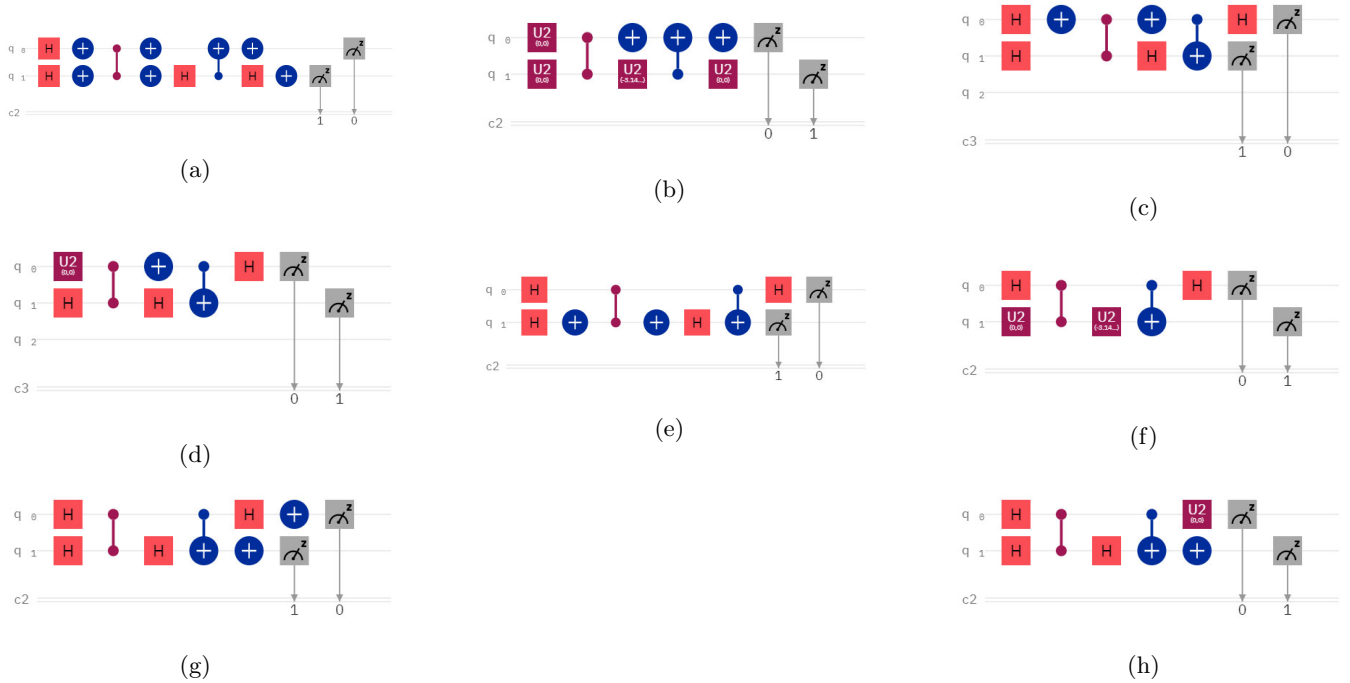 q 0 H H z
q 1 H H H z
c2 1 0
(a)
q 0 U2 (0,0) z
q 1 U2 (0,0) U2 (-3.14... U2 (0,0) z
c2 0 1
(b)
q 0 H H z
q 1 H H z
q 2
c3 1 0
(c)
q 0 U2 (0,0) H z
q 1 H H z
q 2
c3 0 1
(d)
q 0 H H z
q 1 H H z
c2 1 0
(e)
q 0 H H z
q 1 U2 (0,0) U2 (-3.14... z
c2 0 1
(f)
q 0 H H z
q 1 H H z
c2 1 0
(g)
q 0 H U2 (0,0) z
q 1 H H z
c2 0 1
(h)